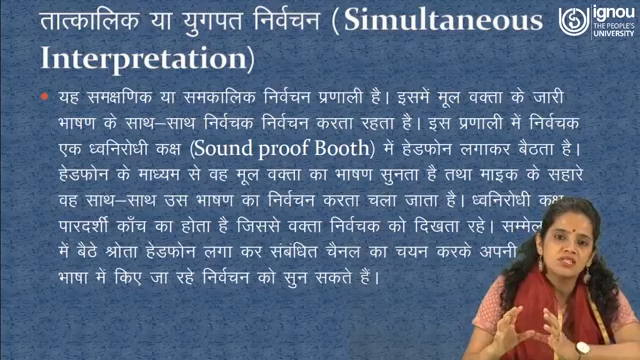 तात्कालिक या युगपत निर्वचन (Simultaneous
Interpretation)
ignou
THE PEOPLE'S
UNIVERSITY
• यह समक्षणिक या समकालिक निर्वचन प्रणाली है। इसमें मूल वक्ता के जारी
भाषण के साथ–साथ निर्वचक निर्वचन करता रहता है। इस प्रणाली में निर्वचक
एक ध्वनिरोधी कक्ष (Sound proof Booth) में हेडफोन लगाकर बैठता है।
हेडफोन के माध्यम से वह मूल वक्ता का भाषण सुनता है तथा माइक के सहारे
वह साथ–साथ उस भाषण का निर्वचन करता चला जाता है। ध्वनिरोधी कक्ष
पारदर्शी काँच का होता है जिससे वक्ता निर्वचक को दिखता रहे।
में बैठे श्रोता हेडफोन लगा कर संबंधित चैनल का चयन करके अपनी
भाषा में किए जा रहे निर्वचन को सुन सकते हैं।